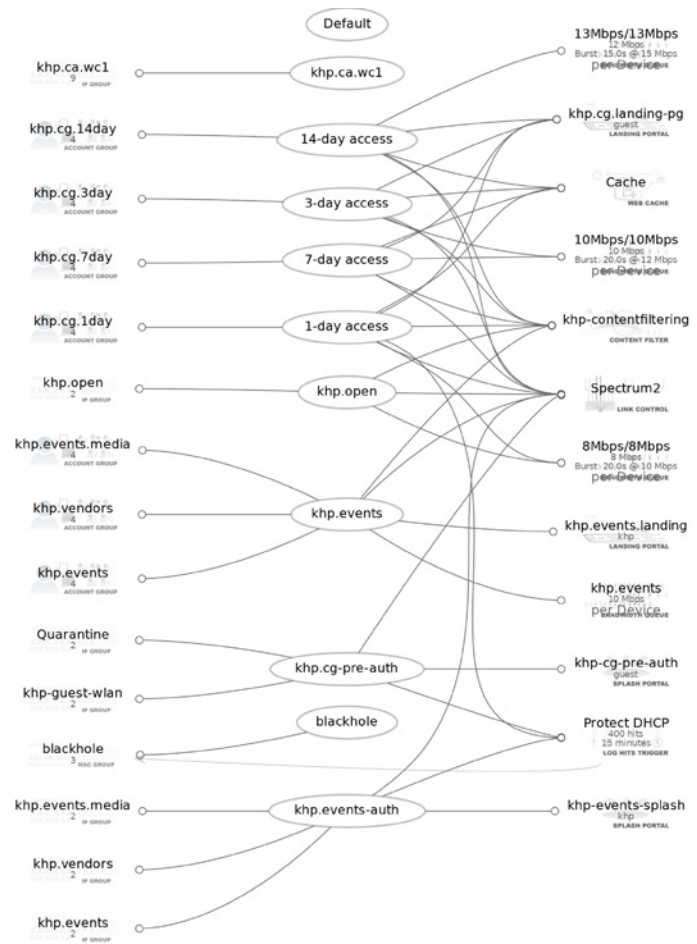 Default
khp.ca.wc1
9
IP GROUP
khp.ca.wc1
khp.cg.14day
4
ACCOUNT GROUP
14-day access
khp.cg.3day
4
ACCOUNT GROUP
3-day access
khp.cg.7day
4
ACCOUNT GROUP
7-day access
khp.cg.1day
4
ACCOUNT GROUP
1-day access
khp.open
2
IP GROUP
khp.open
khp.events.media
4
ACCOUNT GROUP
khp.vendors
4
ACCOUNT GROUP
khp.events
khp.events
4
ACCOUNT GROUP
Quarantine
2
IP GROUP
khp.cg-pre-auth
khp-guest-wlan
2
IP GROUP
blackhole
blackhole
3
MAC GROUP
khp.events.media
2
IP GROUP
khp.events-auth
khp.vendors
2
IP GROUP
khp.events
2
IP GROUP
13Mbps/13Mbps
12 Mbps
Burst: 15.0s @ 15 Mbps
per Device
khp.cg.landing-pg
guest
LANDING PORTAL
Cache
WEB CACHE
10Mbps/10Mbps
10 Mbps
Burst: 20.0s @ 12 Mbps
per Device
khp-contentfiltering
CONTENT FILTER
Spectrum2
LINK CONTROL
8Mbps/8Mbps
8 Mbps
Burst: 20.0s @ 10 Mbps
per Device
khp.events.landing
khp
LANDING PORTAL
khp.events
10 Mbps
per Device
BANDWIDTH QUEUE
khp-cg-pre-auth
guest
SPLASH PORTAL
Protect DHCP
400 hits
15 minutes
LOG HITS TRIGGER
khp-events-splash
khp
SPLASH PORTAL